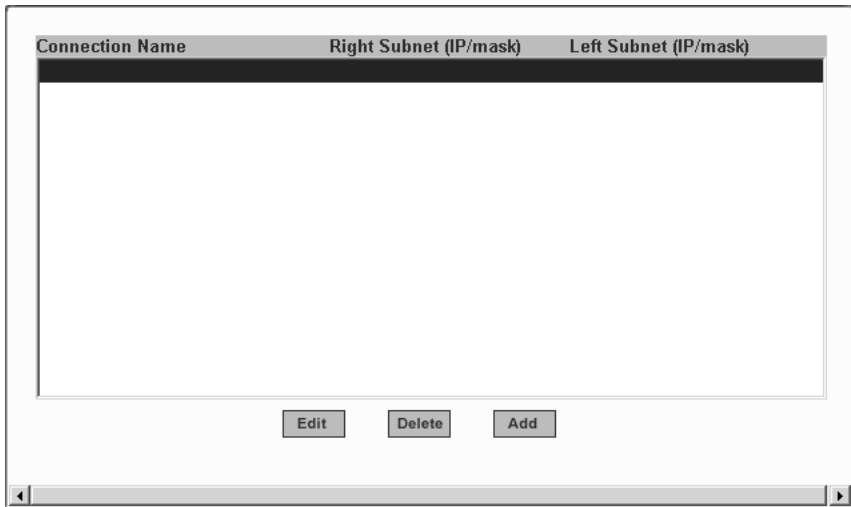 Connection Name Right Subnet (IP/mask) Left Subnet (IP/mask)
Edit Delete Add